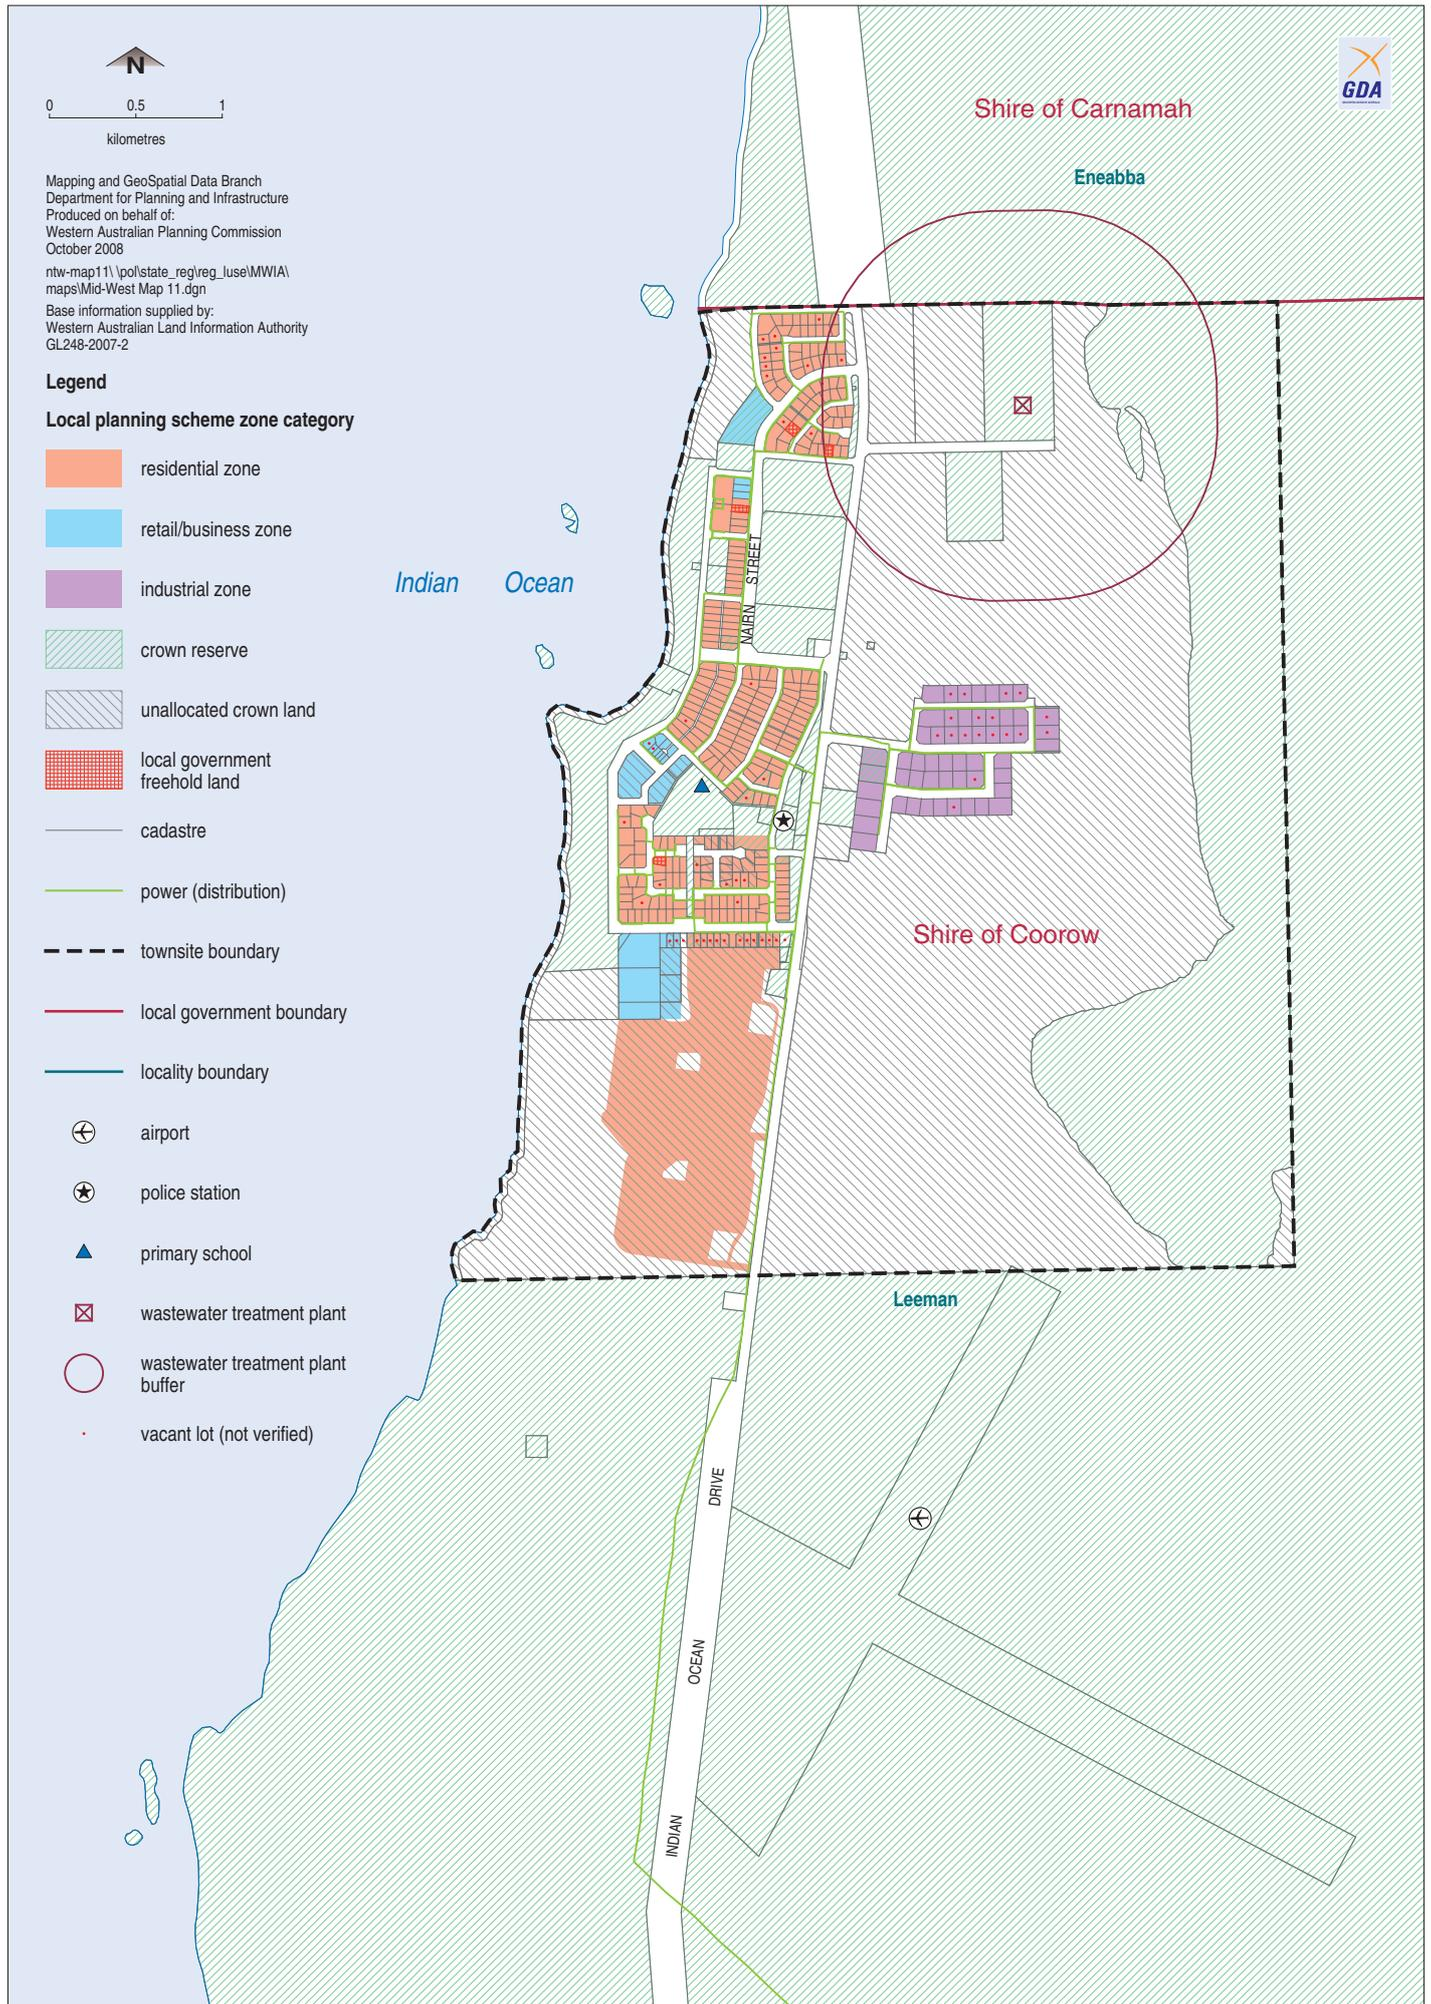 N
0 0.5 1
kilometres
Mapping and GeoSpatial Data Branch
Department for Planning and Infrastructure
Produced on behalf of:
Western Australian Planning Commission
October 2008
ntw-map11\ \pol\state_reg\reg_luse\MWIA\
maps\Mid-West Map 11.dgn
Base information supplied by:
Western Australian Land Information Authority
GL248-2007-2
Legend
Local planning scheme zone category
residential zone
retail/business zone
industrial zone
crown reserve
unallocated crown land
local government
freehold land
cadastre
power (distribution)
townsite boundary
local government boundary
locality boundary
airport
police station
primary school
wastewater treatment plant
wastewater treatment plant
buffer
vacant lot (not verified)
GDA
Shire of Carnamah
Eneabba
Indian Ocean
NAIRN STREET
Shire of Coorow
Leeman
INDIAN OCEAN DRIVE